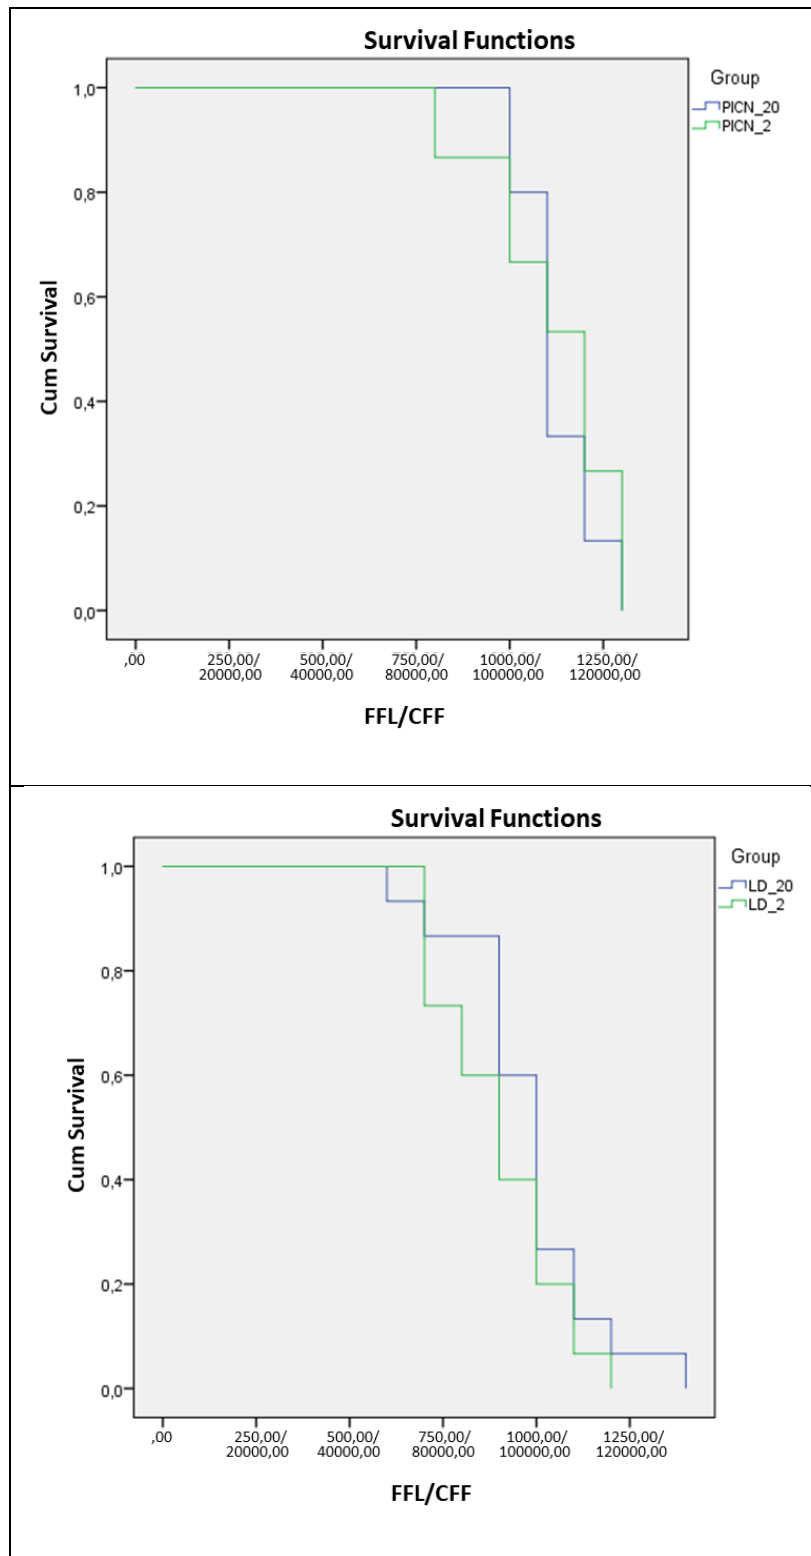 Survival Functions
Group
PICN_20
PICN_2
1,0
0,8
0,6
0,4
0,2
0,0
Cum Survival
,00
250,00/
20000,00
500,00/
40000,00
750,00/
80000,00
1000,00/
100000,00
1250,00/
120000,00
FFL/CFF
Survival Functions
Group
LD_20
LD_2
1,0
0,8
0,6
0,4
0,2
0,0
Cum Survival
,00
250,00/
20000,00
500,00/
40000,00
750,00/
80000,00
1000,00/
100000,00
1250,00/
120000,00
FFL/CFF